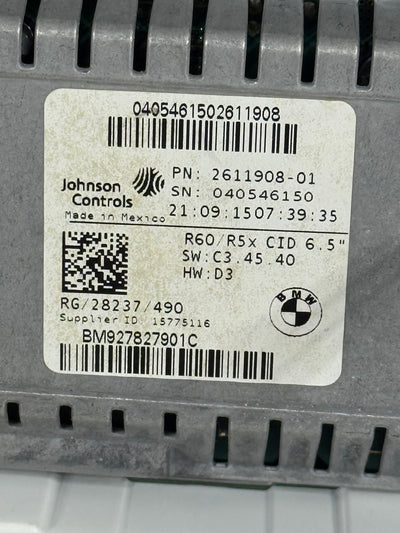 0405461502611908
Johnson
Controls
PN: 2611908-01
SN: 040546150
Made in Mexico
21:09:1507:39:35
R60/R5x CID 6.5"
SW:C3.45.40
HW:D3
BMW
RG/28237/490
Supplier ID: 15775116
BM927827901C